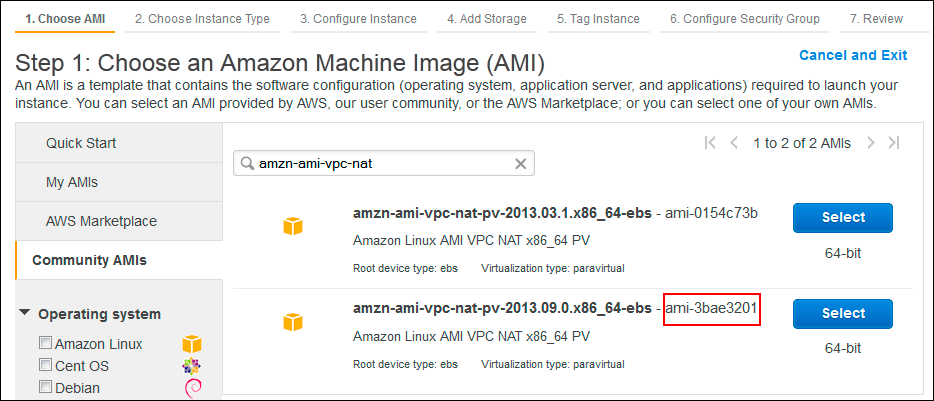 1. Choose AMI 2. Choose Instance Type 3. Configure Instance 4. Add Storage 5. Tag Instance 6. Configure Security Group 7. Review
Step 1: Choose an Amazon Machine Image (AMI)
Cancel and Exit
An AMI is a template that contains the software configuration (operating system, application server, and applications) required to launch your
instance. You can select an AMI provided by AWS, our user community, or the AWS Marketplace; or you can select one of your own AMIs.
Quick Start
My AMIs
AWS Marketplace
Community AMIs
Operating system
Amazon Linux
Cent OS
Debian
amzn-ami-vpc-nat
1 to 2 of 2 AMIs
amzn-ami-vpc-nat-pv-2013.03.1.x86_64-ebs - ami-0154c73b
Amazon Linux AMI VPC NAT x86_64 PV
Root device type: ebs Virtualization type: paravirtual
Select
64-bit
amzn-ami-vpc-nat-pv-2013.09.0.x86_64-ebs - ami-3bae3201
Amazon Linux AMI VPC NAT x86_64 PV
Root device type: ebs Virtualization type: paravirtual
Select
64-bit